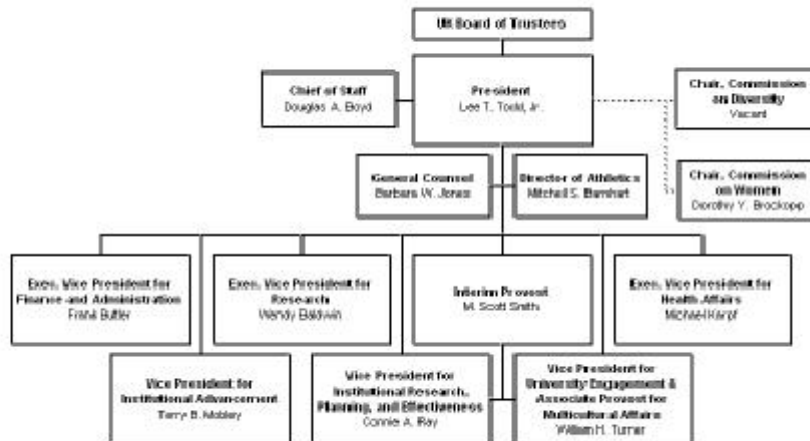 UK Board of Trustees
Chief of Staff
Douglas A. Boyd
President
Lee T. Todd, Jr.
Chair, Commission
on Diversity
Vacant
General Counsel
Barbara W. Jones
Director of Athletics
Mitchell S. Barnhart
Chair, Commission
on Women
Dorothy Y. Brockopp
Exec. Vice President for
Finance and Administration
Frank Butler
Exec. Vice President for
Research
Wendy Baldwin
Interim Provost
M. Scott Smith
Exec. Vice President for
Health Affairs
Michael Karpf
Vice President for
Institutional Advancement
Terry B. Mobley
Vice President for
Institutional Research,
Planning, and Effectiveness
Connie A. Ray
Vice President for
University Engagement &
Associate Provost for
Multicultural Affairs
William H. Turner